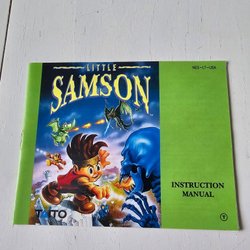 NES-LT-USA
LITTLE
SAMSON
INSTRUCTION
MANUAL
TAITO